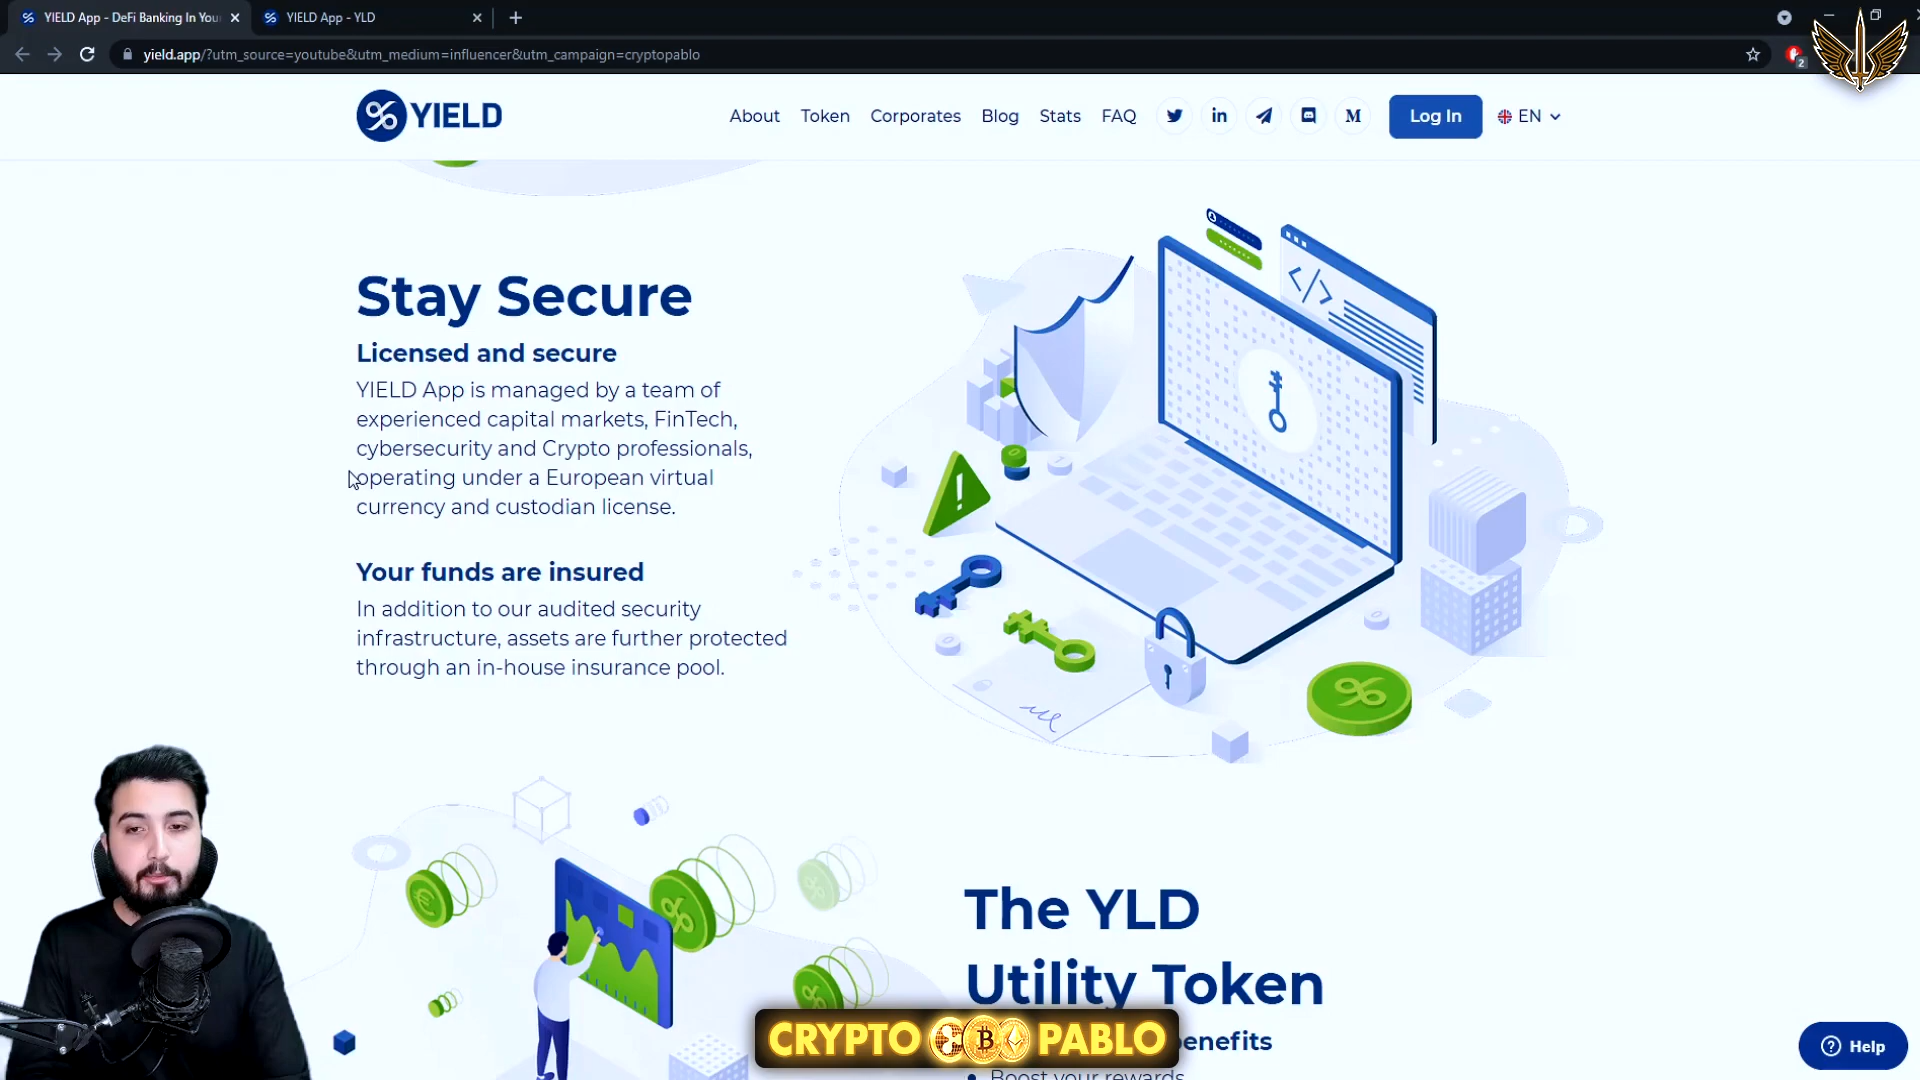 YIELD App - DeFi Banking In You
YIELD App - YLD
yield.app/?utm_source=youtube&utm_medium=influencer&utm_campaign=cryptopablo
2
YIELD
About
Token
Corporates
Blog
Stats
FAQ
Log In
EN
Stay Secure
Licensed and secure
YIELD App is managed by a team of
experienced capital markets, FinTech,
cybersecurity and Crypto professionals,
operating under a European virtual
currency and custodian license.
Your funds are insured
In addition to our audited security
infrastructure, assets are further protected
through an in-house insurance pool.
The YLD
Utility Token
benefits
Boost your rewards
CRYPTO PABLO
Help